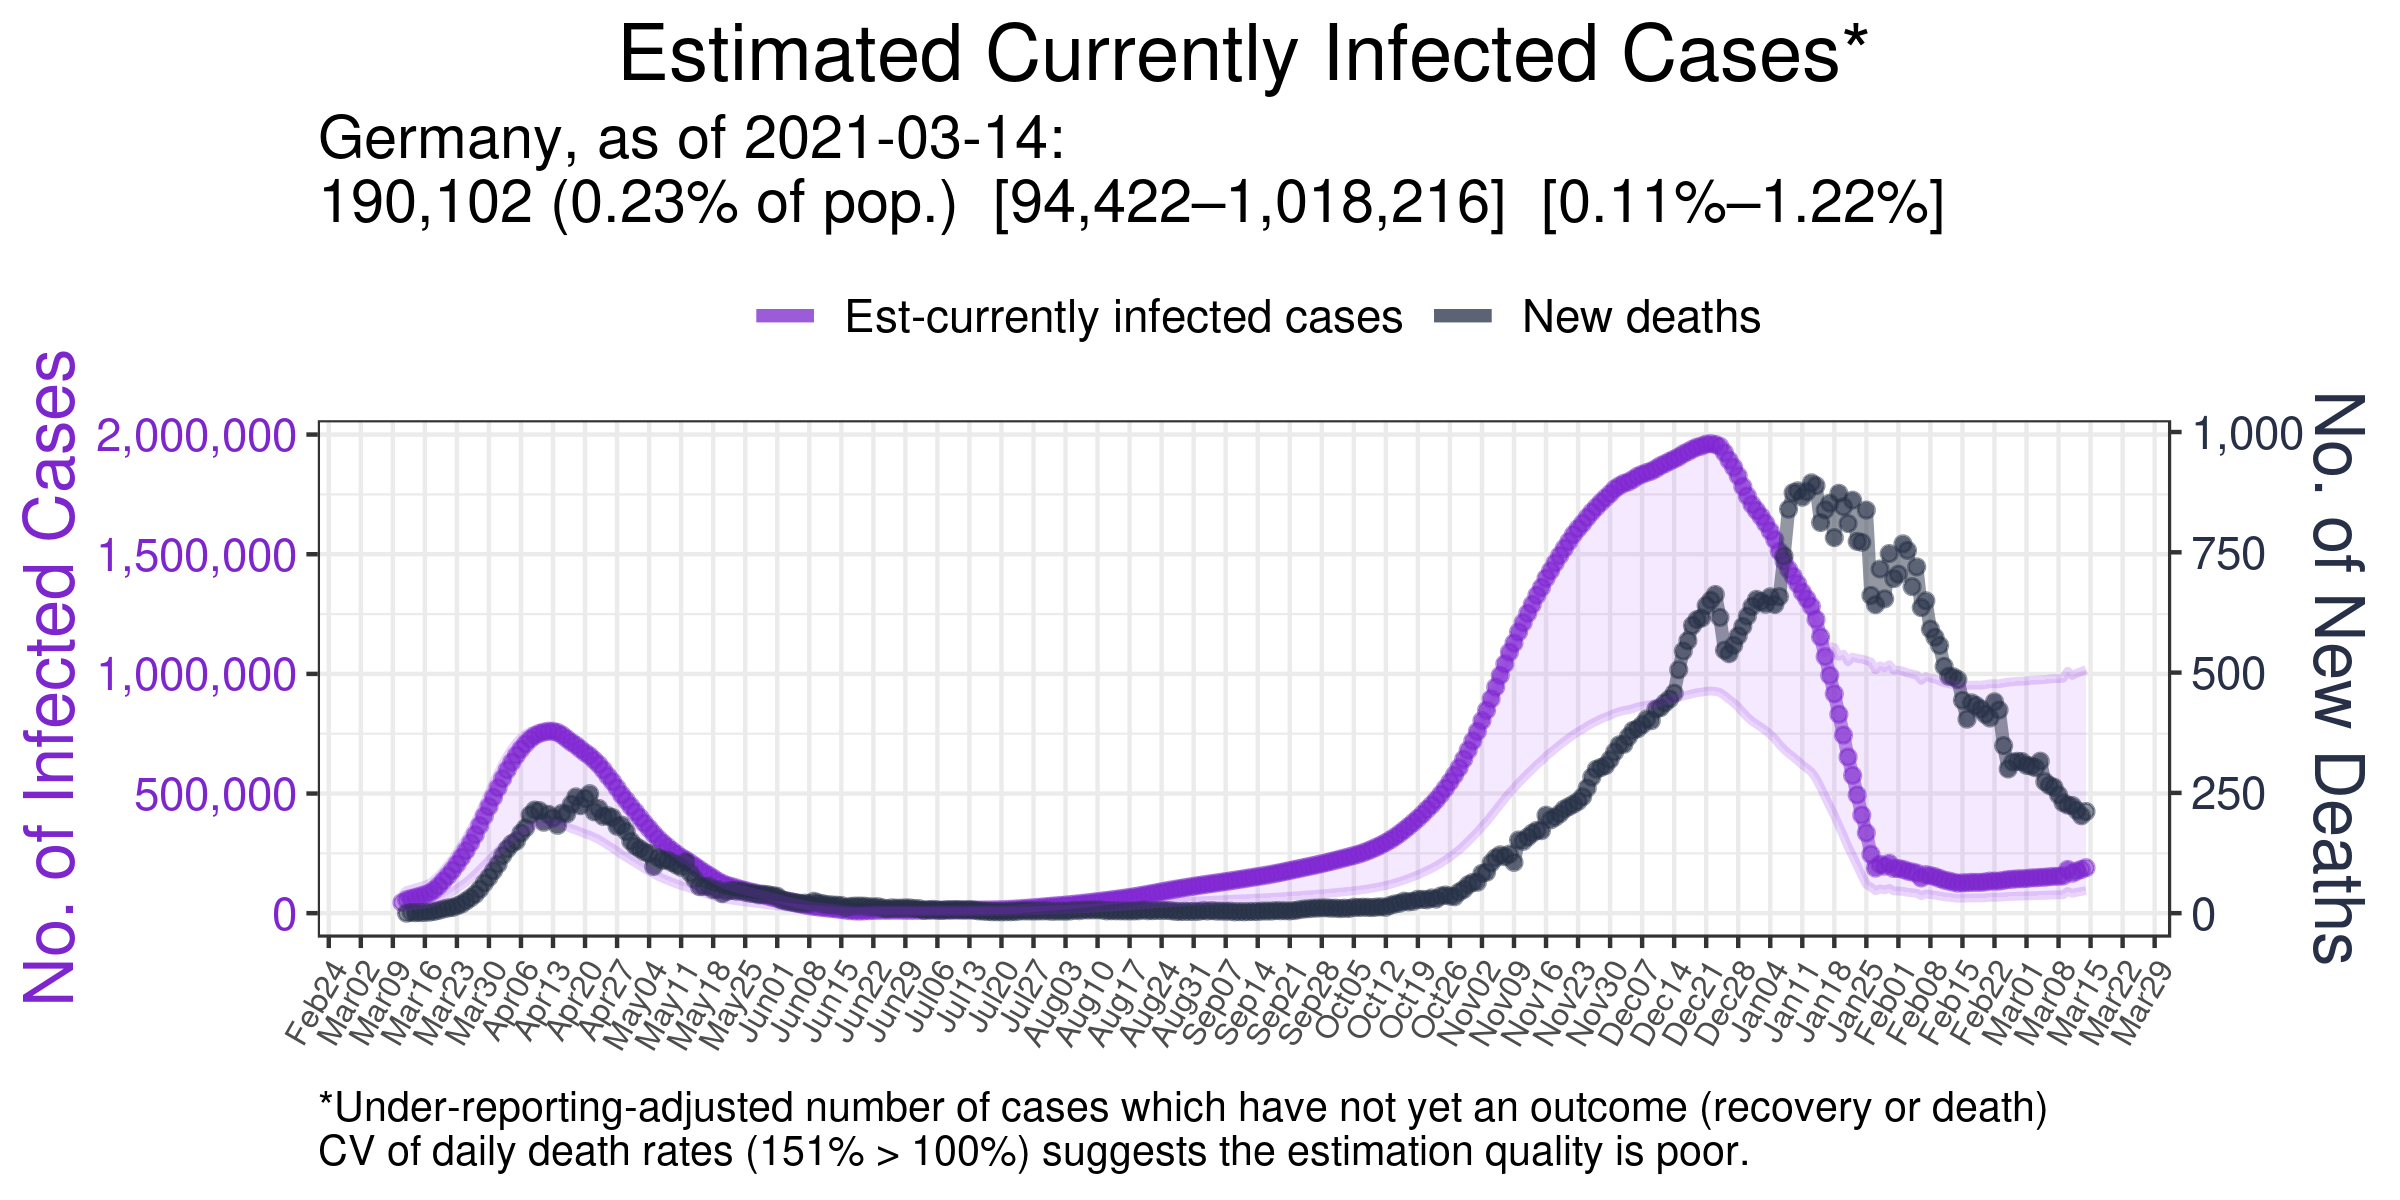 Estimated Currently Infected Cases*
Germany, as of 2021-03-14:
190,102 (0.23% of pop.)  [94,422–1,018,216]  [0.11%–1.22%]
Est-currently infected cases
New deaths
No. of Infected Cases
2,000,000
1,500,000
1,000,000
500,000
0
1,000
750
500
250
0
No. of New Deaths
Feb24
Mar02
Mar09
Mar16
Mar23
Mar30
Apr06
Apr13
Apr20
Apr27
May04
May11
May18
May25
Jun01
Jun08
Jun15
Jun22
Jun29
Jul06
Jul13
Jul20
Jul27
Aug03
Aug10
Aug17
Aug24
Aug31
Sep07
Sep14
Sep21
Sep28
Oct05
Oct12
Oct19
Oct26
Nov02
Nov09
Nov16
Nov23
Nov30
Dec07
Dec14
Dec21
Dec28
Jan04
Jan11
Jan18
Jan25
Feb01
Feb08
Feb15
Feb22
Mar01
Mar08
Mar15
Mar22
Mar29
*Under-reporting-adjusted number of cases which have not yet an outcome (recovery or death)
CV of daily death rates (151% > 100%) suggests the estimation quality is poor.